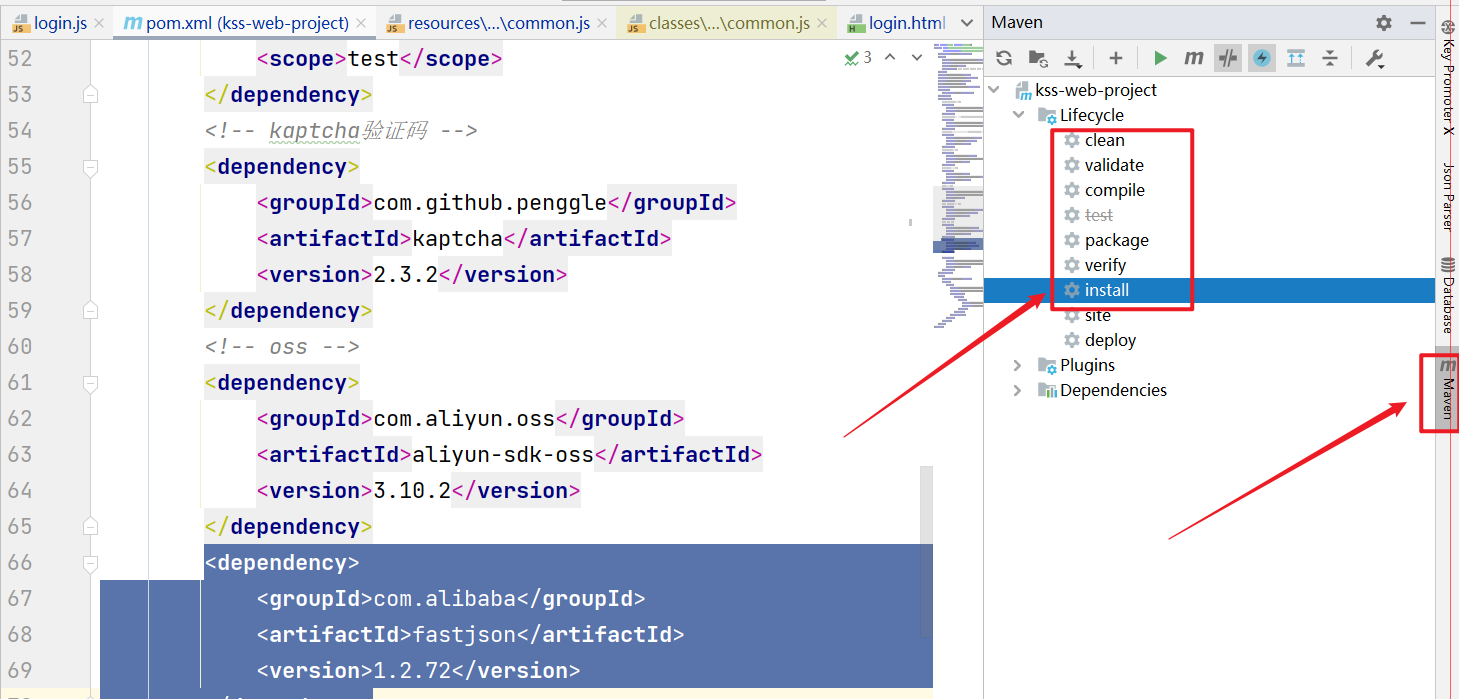 login.js
pom.xml (kss-web-project)
resources\...\common.js
classes\...\common.js
login.html
Maven
3
52 <scope>test</scope>
53 </dependency>
54 <!-- kaptcha验证码 -->
55 <dependency>
56 <groupId>com.github.penggle</groupId>
57 <artifactId>kaptcha</artifactId>
58 <version>2.3.2</version>
59 </dependency>
60 <!-- oss -->
61 <dependency>
62 <groupId>com.aliyun.oss</groupId>
63 <artifactId>aliyun-sdk-oss</artifactId>
64 <version>3.10.2</version>
65 </dependency>
66 <dependency>
67 <groupId>com.alibaba</groupId>
68 <artifactId>fastjson</artifactId>
69 <version>1.2.72</version>
kss-web-project
Lifecycle
clean
validate
compile
test
package
verify
install
site
deploy
Plugins
Dependencies
Key Promoter X
Json Parser
Database
Maven